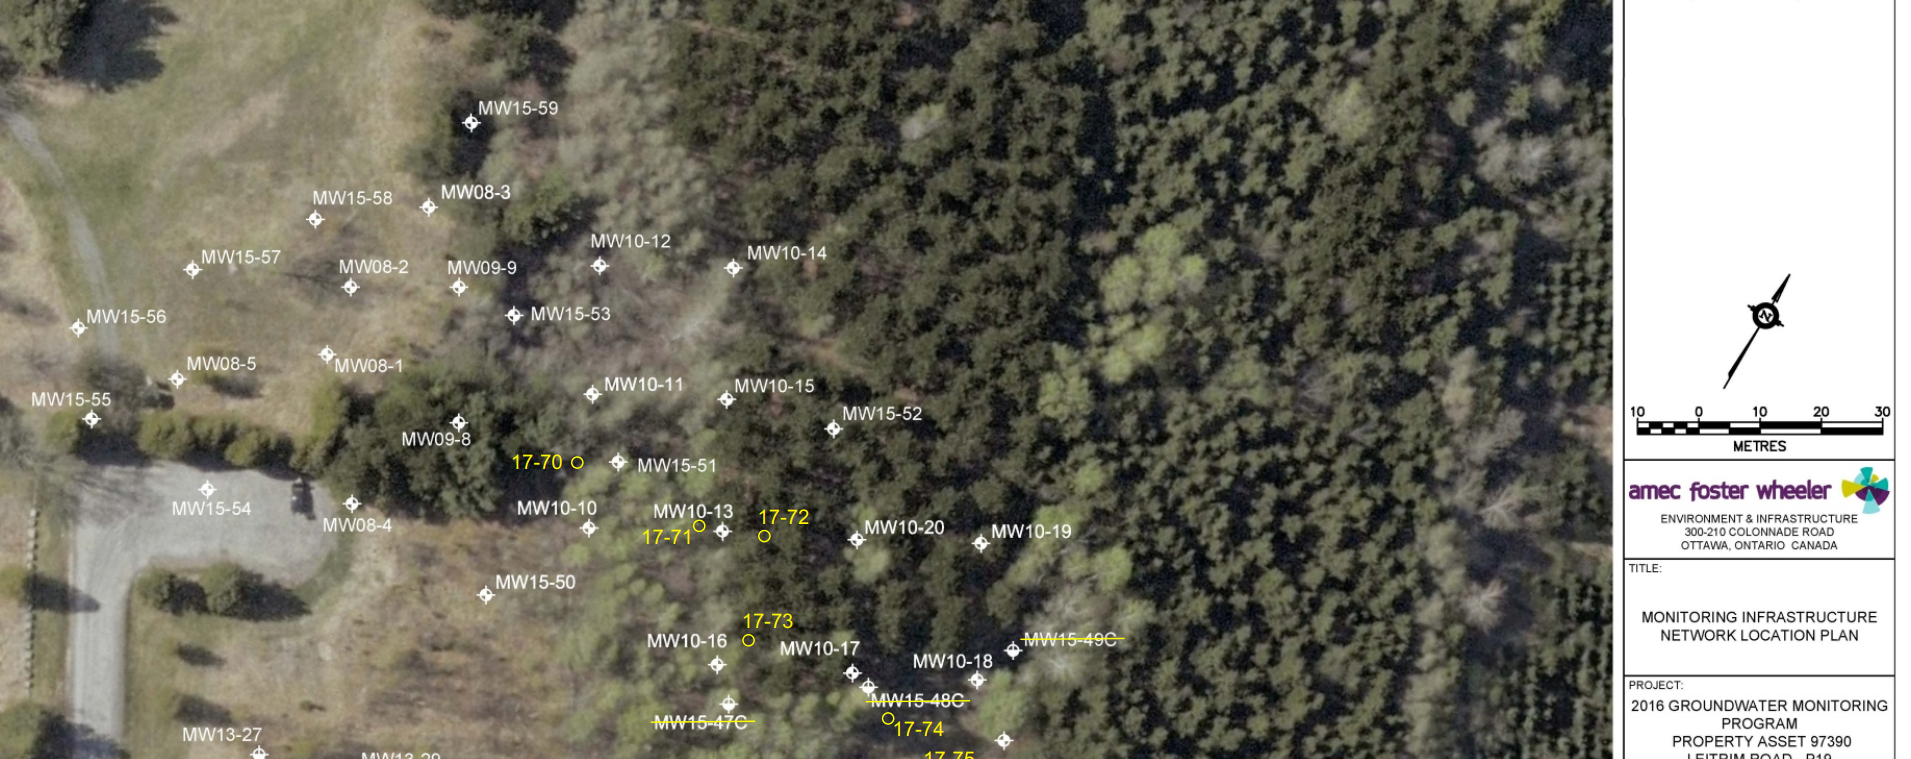 MW15-59
MW15-58
MW08-3
MW10-12
MW10-14
MW15-57
MW08-2
MW09-9
MW15-53
MW15-56
MW08-5
MW08-1
MW10-11
MW10-15
MW15-55
MW15-52
MW09-8
17-70
MW15-51
MW15-54
MW08-4
MW10-10
MW10-13
17-71
17-72
MW10-20
MW10-19
MW15-50
17-73
MW10-16
MW10-17
MW15-49C
MW10-18
MW15-48C
MW15-47C
17-74
MW13-27
17-75
N
10 0 10 20 30
METRES
amec foster wheeler
ENVIRONMENT & INFRASTRUCTURE
300-210 COLONNADE ROAD
OTTAWA, ONTARIO CANADA
TITLE:
MONITORING INFRASTRUCTURE
NETWORK LOCATION PLAN
PROJECT:
2016 GROUNDWATER MONITORING
PROGRAM
PROPERTY ASSET 97390
LEITRIM ROAD